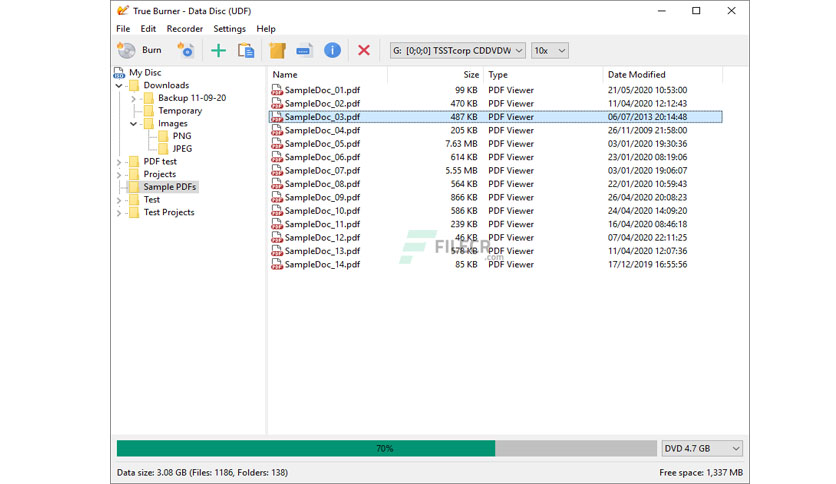 True Burner - Data Disc (UDF)
File Edit Recorder Settings Help
Burn G: [0;0;0] TSSTcorp CDDVDW 10x
My Disc
Downloads
Backup 11-09-20
Temporary
Images
PNG
JPEG
PDF test
Projects
Sample PDFs
Test
Test Projects
Name Size Type Date Modified
SampleDoc_01.pdf 99 KB PDF Viewer 21/05/2020 10:53:00
SampleDoc_02.pdf 470 KB PDF Viewer 11/04/2020 12:12:43
SampleDoc_03.pdf 487 KB PDF Viewer 06/07/2013 20:14:48
SampleDoc_04.pdf 205 KB PDF Viewer 26/11/2009 21:58:00
SampleDoc_05.pdf 7.63 MB PDF Viewer 03/01/2020 19:30:36
SampleDoc_06.pdf 614 KB PDF Viewer 23/01/2020 08:19:06
SampleDoc_07.pdf 5.55 MB PDF Viewer 03/01/2020 19:06:07
SampleDoc_08.pdf 564 KB PDF Viewer 22/01/2020 10:59:43
SampleDoc_09.pdf 866 KB PDF Viewer 26/04/2020 20:08:23
SampleDoc_10.pdf 586 KB PDF Viewer 24/04/2020 14:09:20
SampleDoc_11.pdf 239 KB PDF Viewer 16/04/2020 08:46:18
SampleDoc_12.pdf 46 KB PDF Viewer 07/04/2020 22:11:25
SampleDoc_13.pdf 578 KB PDF Viewer 11/04/2020 12:07:36
SampleDoc_14.pdf 85 KB PDF Viewer 17/12/2019 16:55:56
FILECR
.com
70% DVD 4.7 GB
Data size: 3.08 GB (Files: 1186, Folders: 138) Free space: 1,337 MB